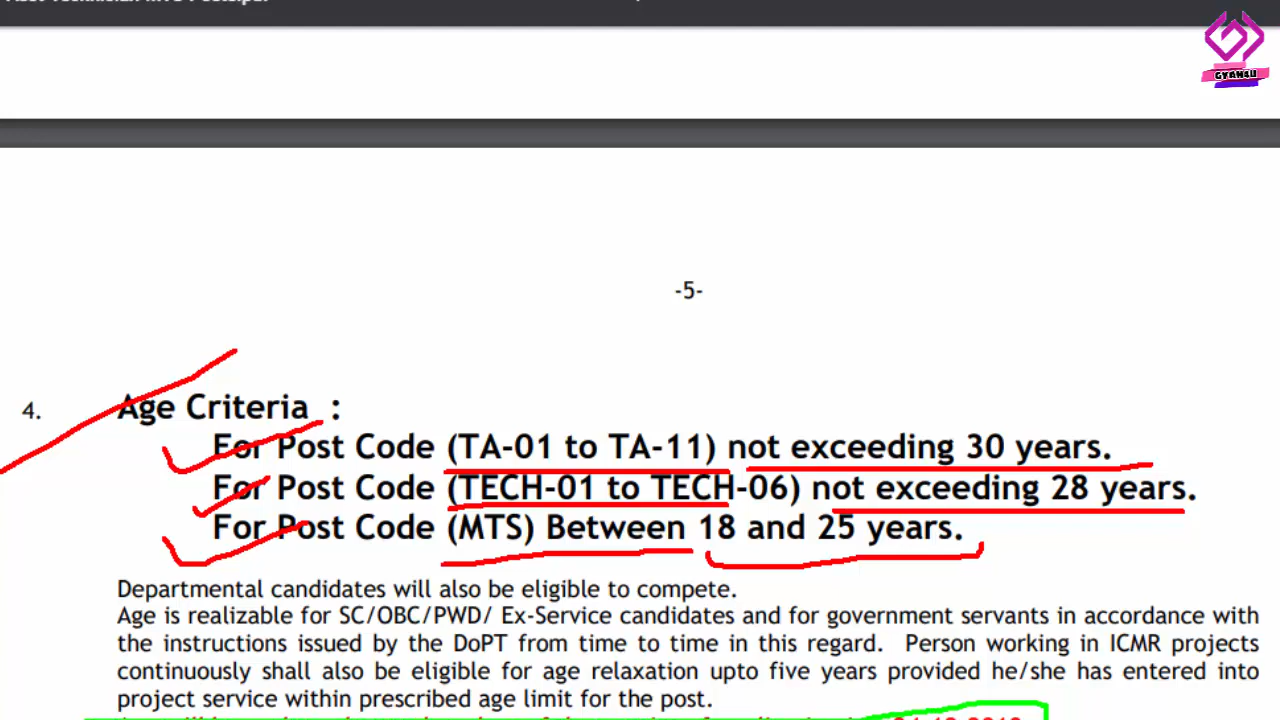 GYAN4U
-5-
4. Age Criteria :
For Post Code (TA-01 to TA-11) not exceeding 30 years.
For Post Code (TECH-01 to TECH-06) not exceeding 28 years.
For Post Code (MTS) Between 18 and 25 years.
Departmental candidates will also be eligible to compete.
Age is realizable for SC/OBC/PWD/ Ex-Service candidates and for government servants in accordance with
the instructions issued by the DoPT from time to time in this regard. Person working in ICMR projects
continuously shall also be eligible for age relaxation upto five years provided he/she has entered into
project service within prescribed age limit for the post.